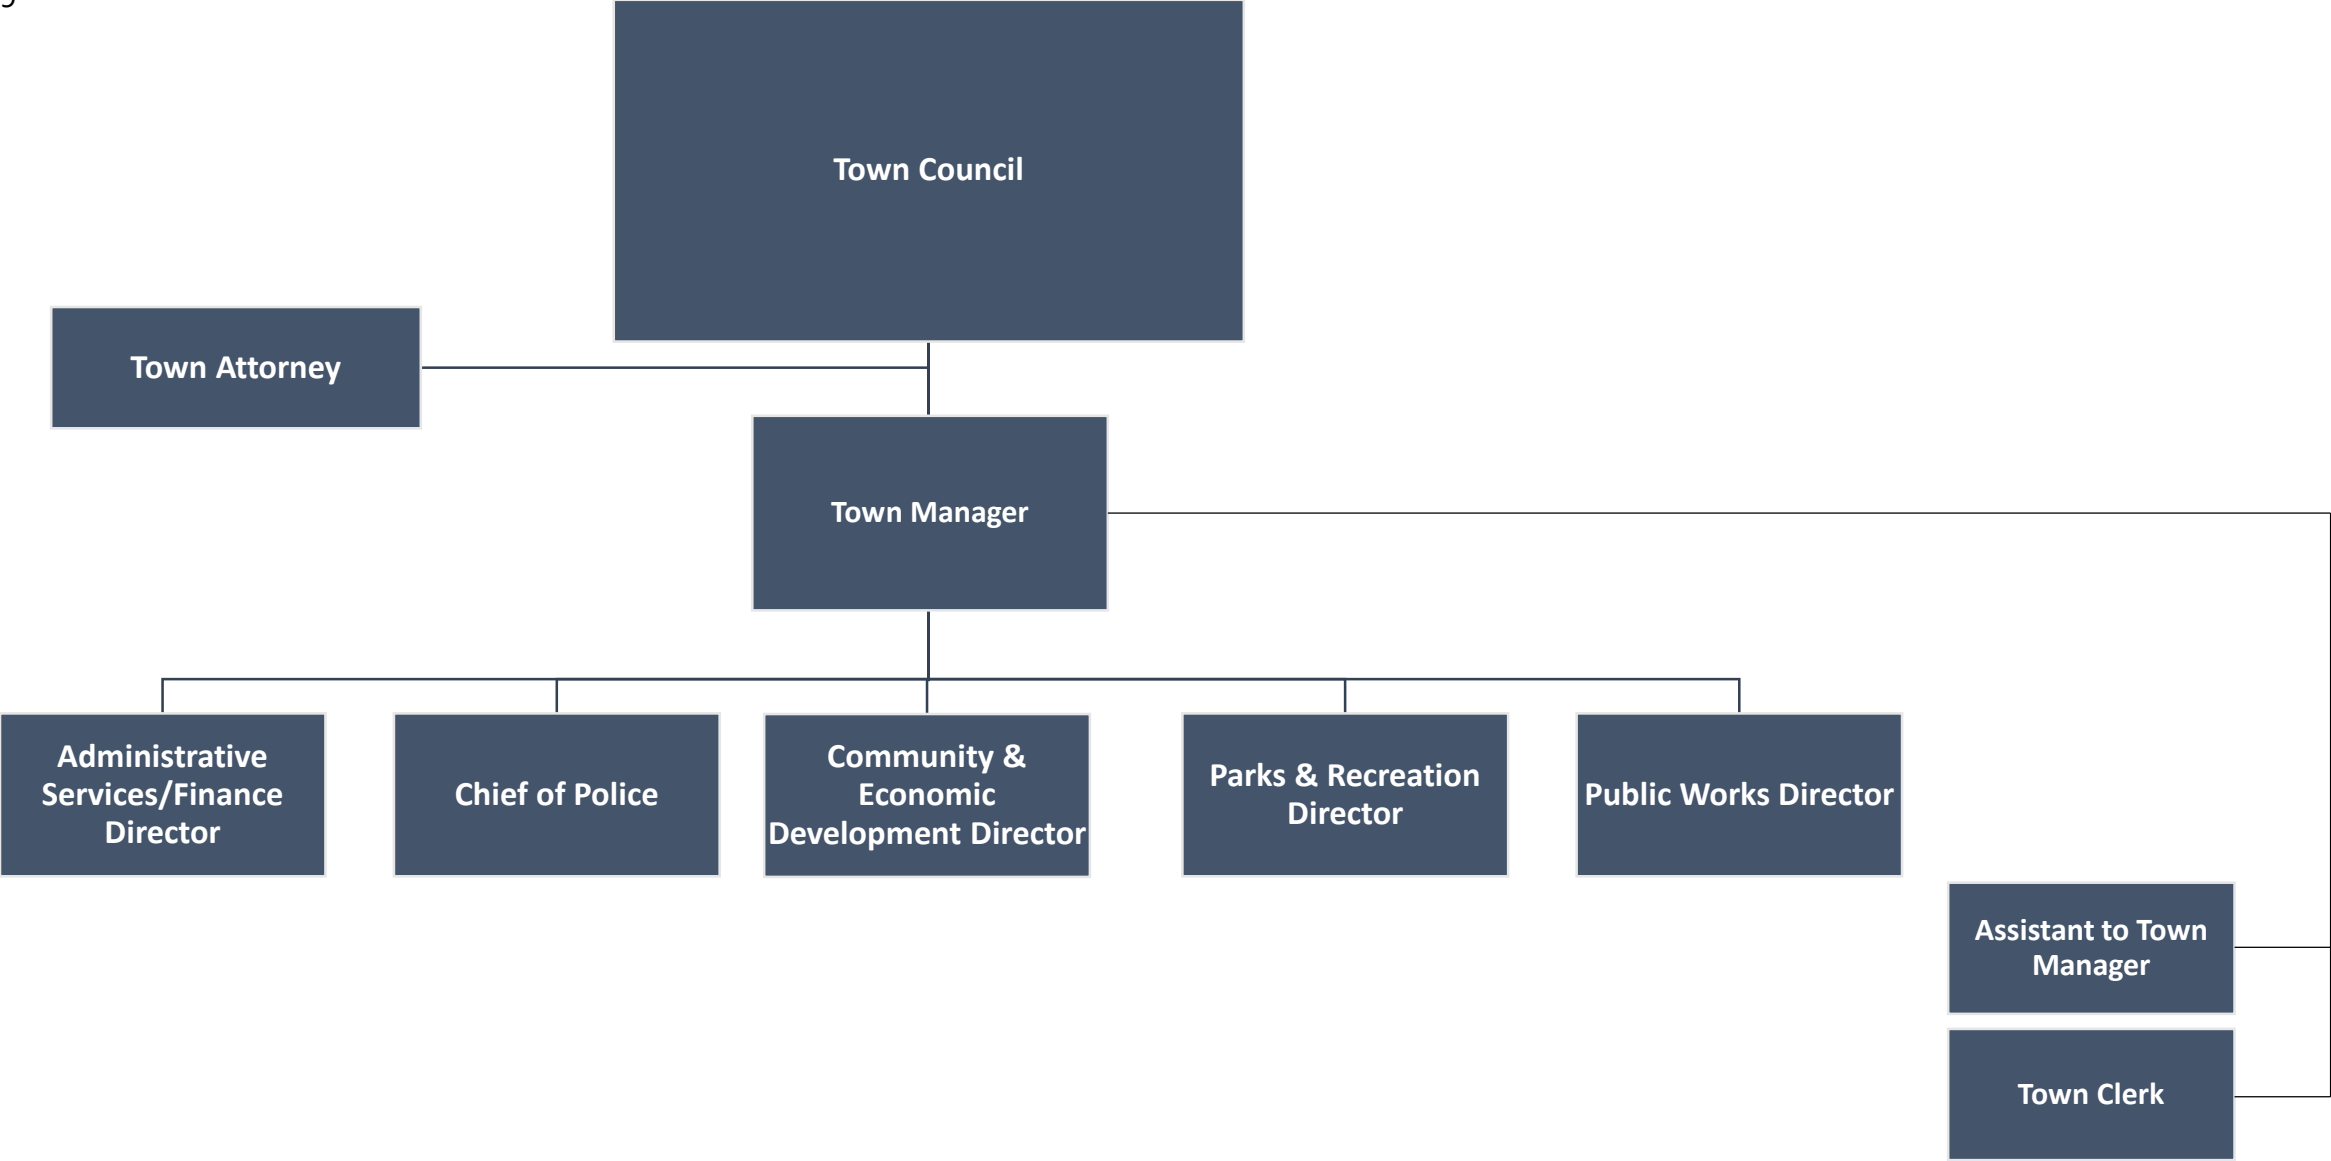 Town Council
Town Attorney
Town Manager
Administrative
Services/Finance
Director
Chief of Police
Community &
Economic
Development Director
Parks & Recreation
Director
Public Works Director
Assistant to Town
Manager
Town Clerk